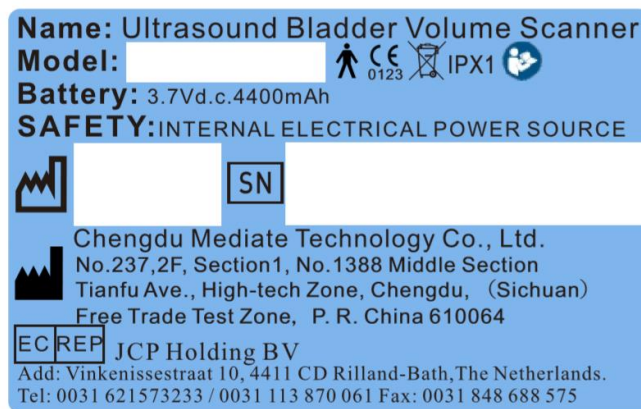 Name: Ultrasound Bladder Volume Scanner
Model: CE 0123 IPX1
Battery: 3.7Vd.c.4400mAh
SAFETY:INTERNAL ELECTRICAL POWER SOURCE
SN
Chengdu Mediate Technology Co., Ltd.
No.237,2F, Section1, No.1388 Middle Section
Tianfu Ave., High-tech Zone, Chengdu, （Sichuan）
Free Trade Test Zone, P. R. China 610064
EC REP JCP Holding BV
Add: Vinkenissestraat 10, 4411 CD Rilland-Bath,The Netherlands.
Tel: 0031 621573233 / 0031 113 870 061 Fax: 0031 848 688 575